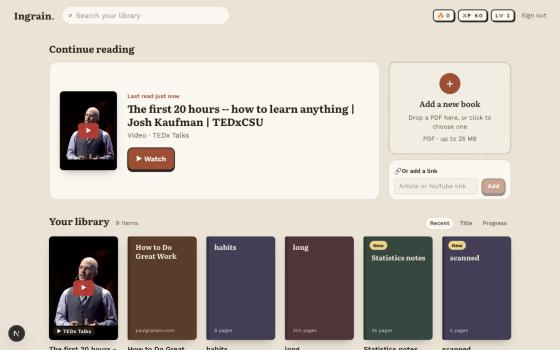 Ingrain.
Search your library
🔥 0
XP 60
LV 1
Sign out
Continue reading
Last read just now
The first 20 hours -- how to learn anything |
Josh Kaufman | TEDxCSU
Video · TEDx Talks
▶ Watch
+
Add a new book
Drop a PDF here, or click to
choose one
PDF · up to 25 MB
🔗 Or add a link
Article or YouTube link
Add
Your library
9 items
Recent
Title
Progress
▶ TEDx Talks
How to Do
Great Work
paulgraham.com
habits
9 pages
long
New
Statistics notes
45 pages
New
scanned
5 pages
N
The first 20 hours –
How to Do Great
habits
long
Statistics notes
scanned